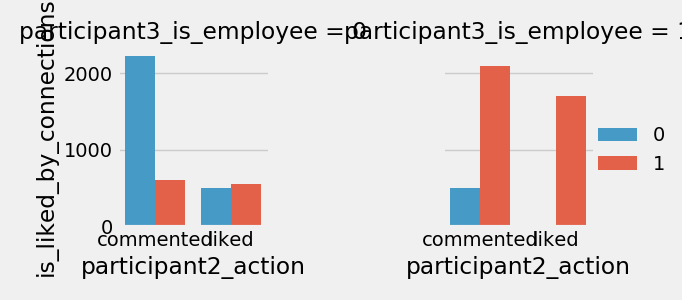 participant3_is_employee = 0
participant3_is_employee = 1
is_liked_by_connections
2000
1000
0
commented
liked
commented
liked
participant2_action
participant2_action
0
1